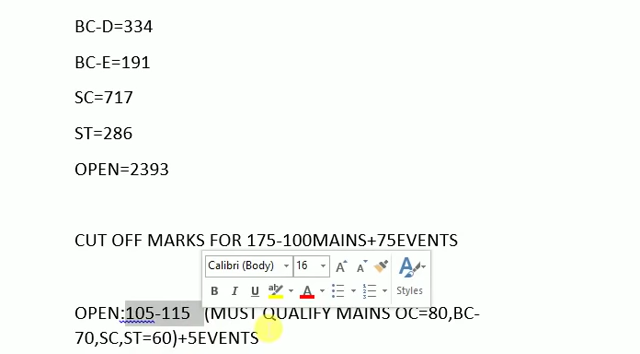 BC-D=334
BC-E=191
SC=717
ST=286
OPEN=2393
CUT OFF MARKS FOR 175-100MAINS+75EVENTS
Calibri (Body) 16 A A A
B I U ab A Styles
OPEN:105-115 (MUST QUALIFY MAINS OC=80,BC-
70,SC,ST=60)+5EVENTS